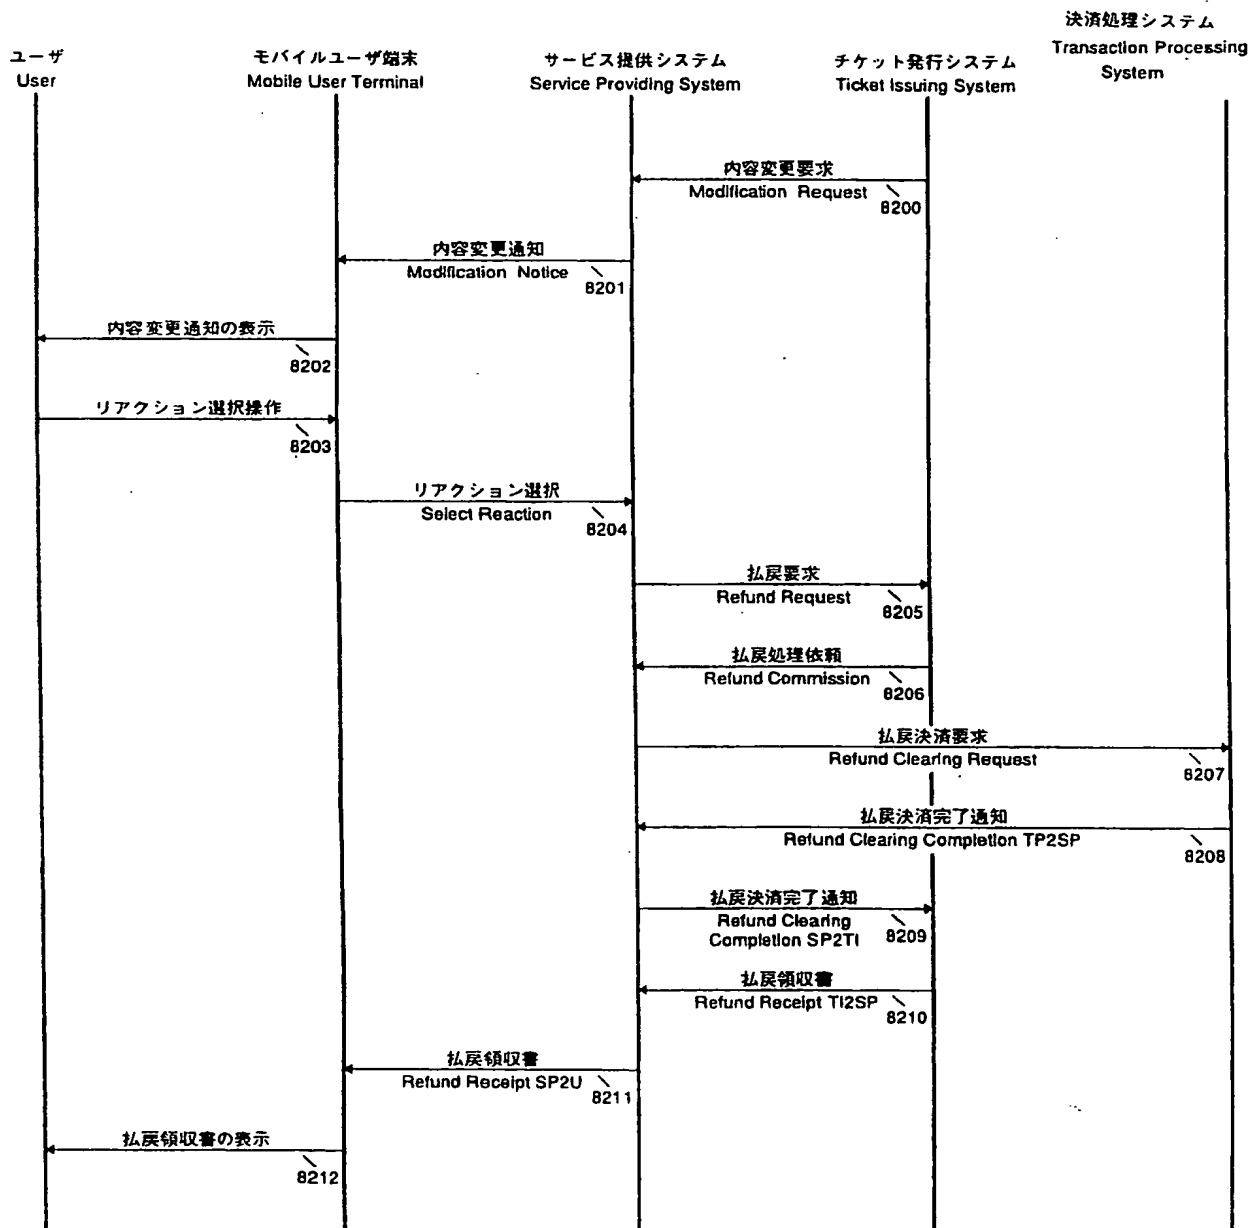 ユーザ
User
モバイルユーザ端末
Mobile User Terminal
サービス提供システム
Service Providing System
チケット発行システム
Ticket Issuing System
決済処理システム
Transaction Processing
System
内容変更要求
Modification Request
8200
内容変更通知
Modification Notice
8201
内容変更通知の表示
8202
リアクション選択操作
8203
リアクション選択
Select Reaction
8204
払戻要求
Refund Request
8205
払戻処理依頼
Refund Commission
8206
払戻決済要求
Refund Clearing Request
8207
払戻決済完了通知
Refund Clearing Completion TP2SP
8208
払戻決済完了通知
Refund Clearing
Completion SP2TI
8209
払戻領収書
Refund Receipt TI2SP
8210
払戻領収書
Refund Receipt SP2U
8211
払戻領収書の表示
8212